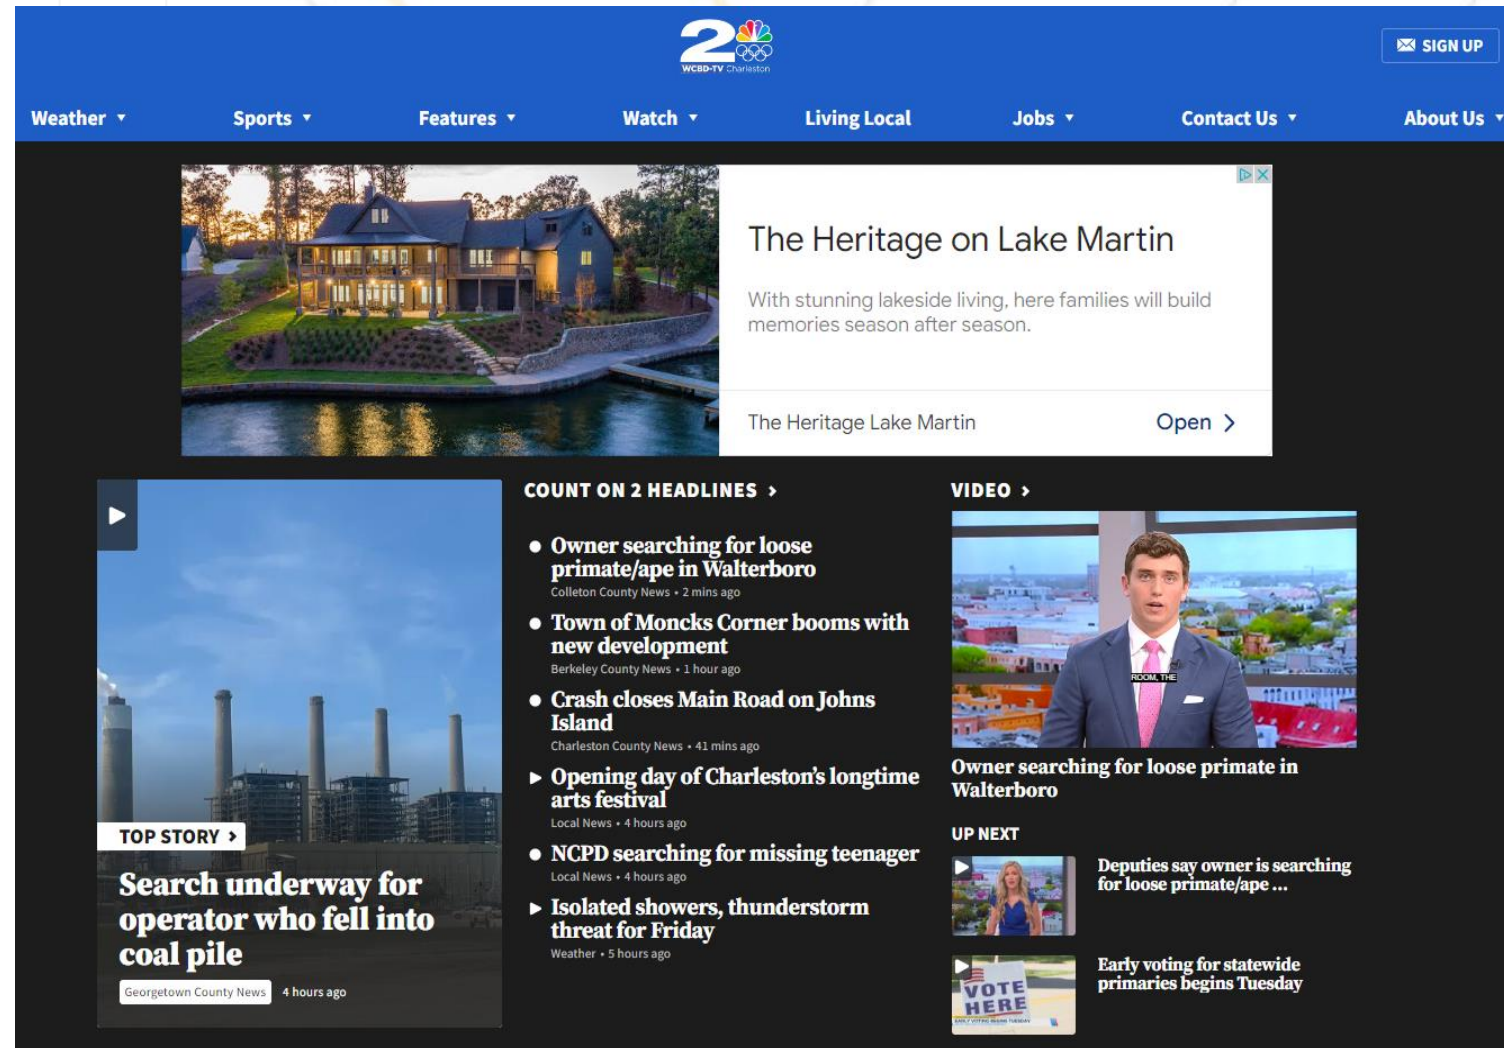 2
WCBD-TV Charleston
SIGN UP
Weather
Sports
Features
Watch
Living Local
Jobs
Contact Us
About Us
The Heritage on Lake Martin
With stunning lakeside living, here families will build
memories season after season.
The Heritage Lake Martin
Open >
TOP STORY >
Search underway for
operator who fell into
coal pile
Georgetown County News 4 hours ago
COUNT ON 2 HEADLINES >
Owner searching for loose
primate/ape in Walterboro
Colleton County News • 2 mins ago
Town of Moncks Corner booms with
new development
Berkeley County News • 1 hour ago
Crash closes Main Road on Johns
Island
Charleston County News • 41 mins ago
Opening day of Charleston's longtime
arts festival
Local News • 4 hours ago
NCPD searching for missing teenager
Local News • 4 hours ago
Isolated showers, thunderstorm
threat for Friday
Weather • 5 hours ago
VIDEO >
ROOM, THE
Owner searching for loose primate in
Walterboro
UP NEXT
Deputies say owner is searching
for loose primate/ape ...
VOTE
HERE
EARLY VOTING BEGINS TUESDAY
Early voting for statewide
primaries begins Tuesday